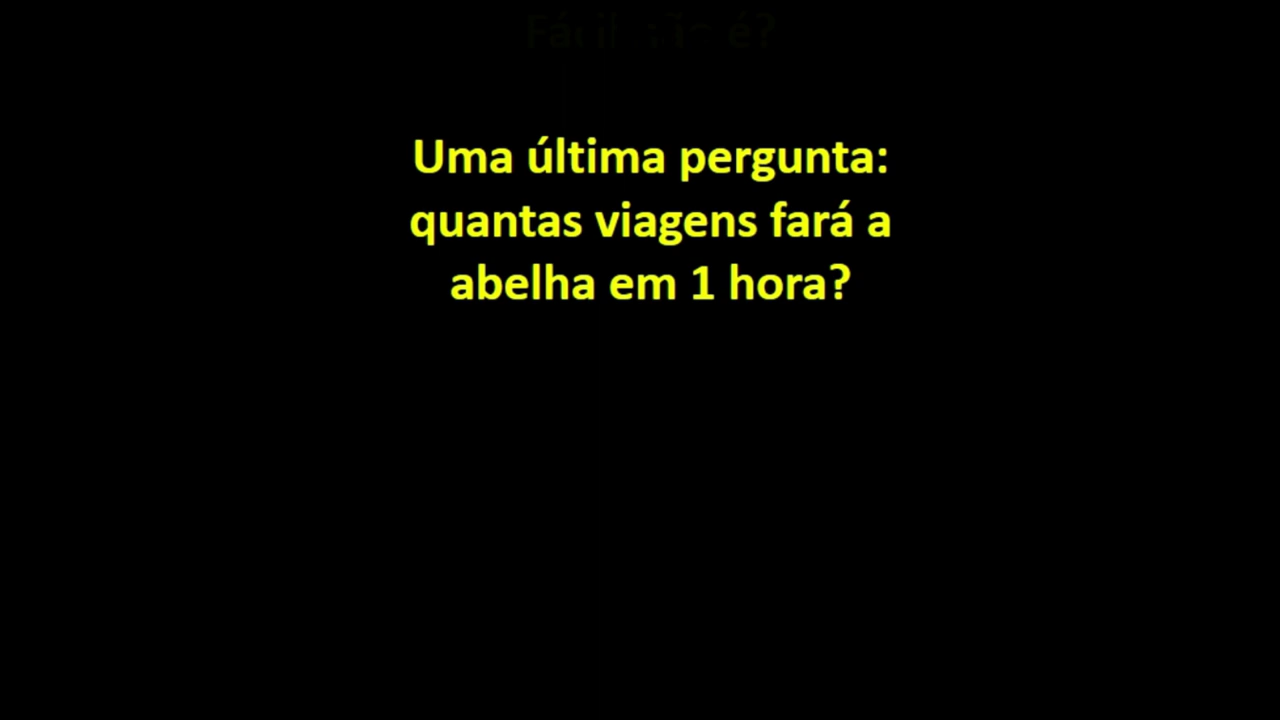 Uma última pergunta:
quantas viagens fará a
abelha em 1 hora?